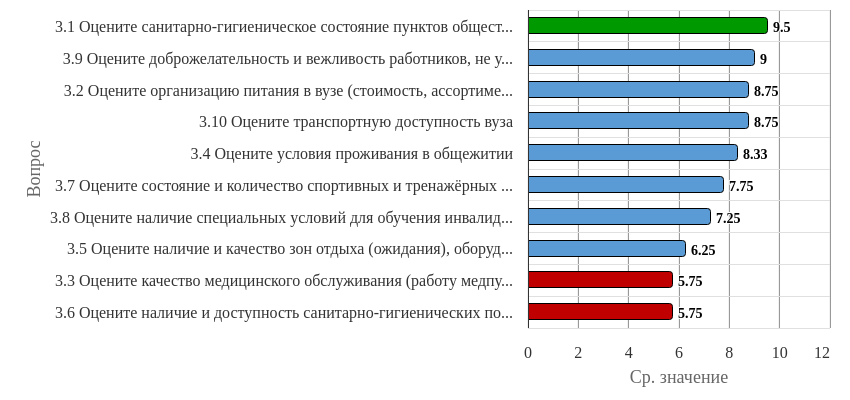 3.1 Оцените санитарно-гигиеническое состояние пунктов общест... 9.5
3.9 Оцените доброжелательность и вежливость работников, не у... 9
3.2 Оцените организацию питания в вузе (стоимость, ассортиме... 8.75
3.10 Оцените транспортную доступность вуза 8.75
3.4 Оцените условия проживания в общежитии 8.33
3.7 Оцените состояние и количество спортивных и тренажёрных ... 7.75
3.8 Оцените наличие специальных условий для обучения инвалид... 7.25
3.5 Оцените наличие и качество зон отдыха (ожидания), оборуд... 6.25
3.3 Оцените качество медицинского обслуживания (работу медпу... 5.75
3.6 Оцените наличие и доступность санитарно-гигиенических по... 5.75
Вопрос
0 2 4 6 8 10 12
Ср. значение